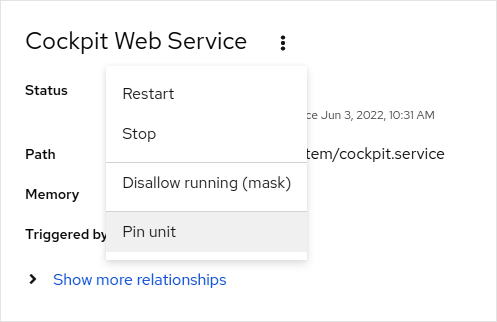 Cockpit Web Service
Status
Restart
ce Jun 3, 2022, 10:31 AM
Stop
Path
tem/cockpit.service
Disallow running (mask)
Memory
Triggered by
Pin unit
Show more relationships